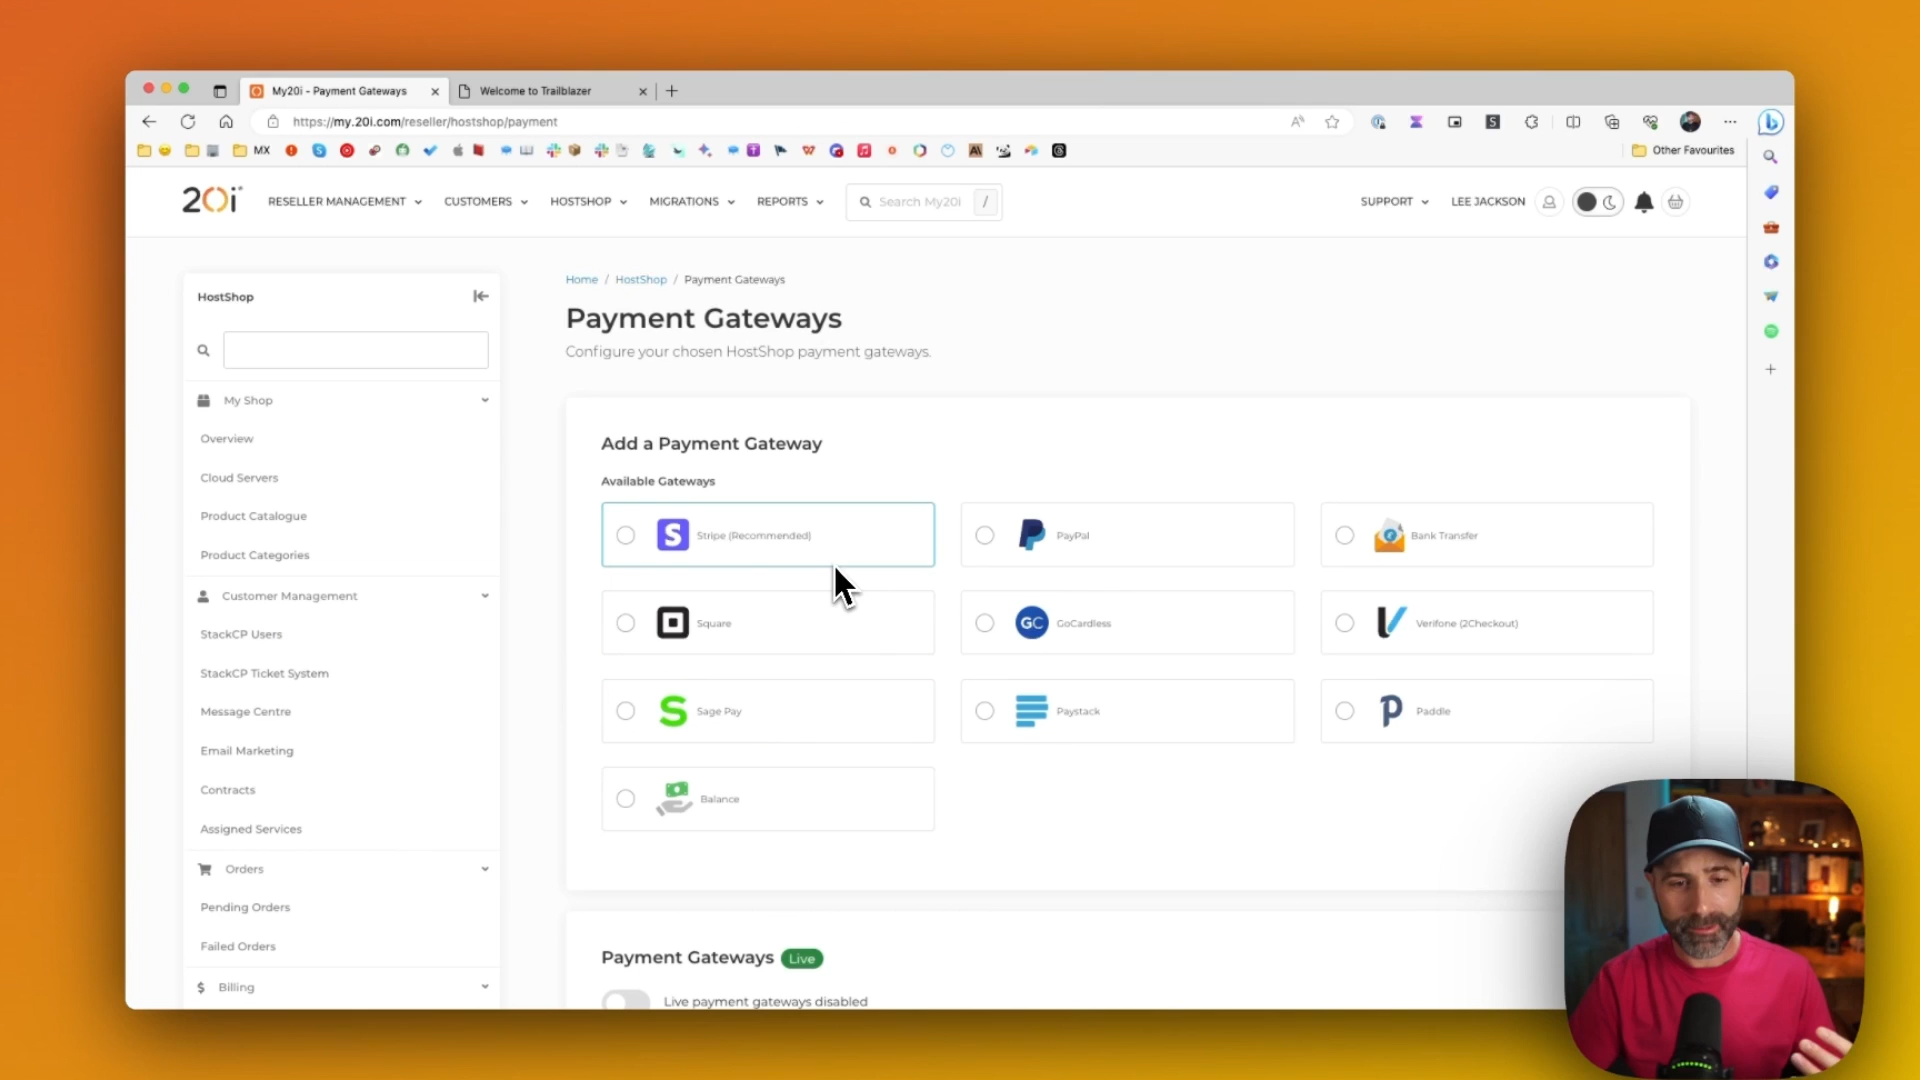 My20i - Payment Gateways
Welcome to Trailblazer
https://my.20i.com/reseller/hostshop/payment
MX
Other Favourites
20i
RESELLER MANAGEMENT
CUSTOMERS
HOSTSHOP
MIGRATIONS
REPORTS
Search My20i
/
SUPPORT
LEE JACKSON
HostShop
My Shop
Overview
Cloud Servers
Product Catalogue
Product Categories
Customer Management
StackCP Users
StackCP Ticket System
Message Centre
Email Marketing
Contracts
Assigned Services
Orders
Pending Orders
Failed Orders
$ Billing
Home / HostShop / Payment Gateways
Payment Gateways
Configure your chosen HostShop payment gateways.
Add a Payment Gateway
Available Gateways
S Stripe (Recommended)
PayPal
Bank Transfer
Square
GC GoCardless
Verifone (2Checkout)
S Sage Pay
Paystack
Paddle
Balance
Payment Gateways Live
Live payment gateways disabled